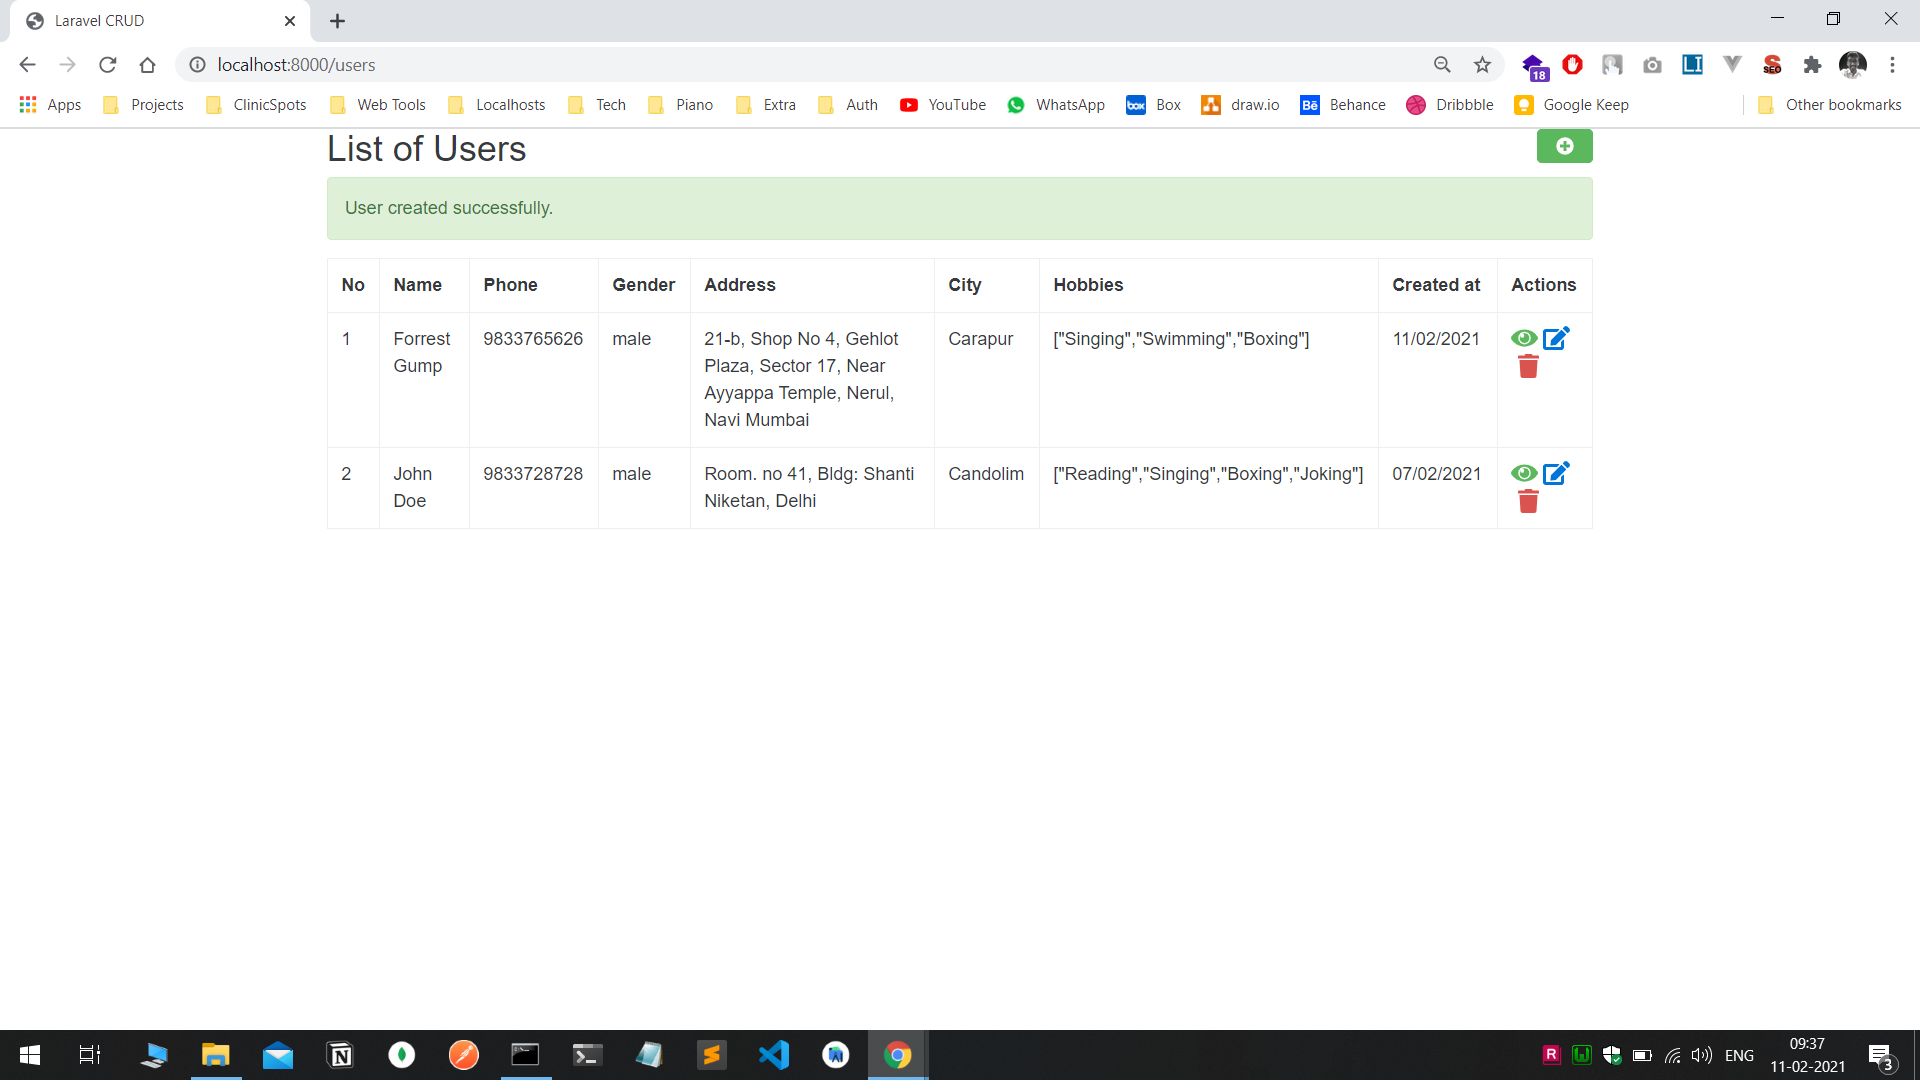 Laravel CRUD
localhost:8000/users
18
SEO
Apps Projects ClinicSpots Web Tools Localhosts Tech Piano Extra Auth YouTube WhatsApp box Box draw.io Bē Behance Dribbble Google Keep Other bookmarks
List of Users
User created successfully.
No Name Phone Gender Address City Hobbies Created at Actions
1 Forrest 9833765626 male 21-b, Shop No 4, Gehlot Carapur ["Singing","Swimming","Boxing"] 11/02/2021
Gump Plaza, Sector 17, Near
Ayyappa Temple, Nerul,
Navi Mumbai
2 John 9833728728 male Room. no 41, Bldg: Shanti Candolim ["Reading","Singing","Boxing","Joking"] 07/02/2021
Doe Niketan, Delhi
ENG
09:37
11-02-2021
3